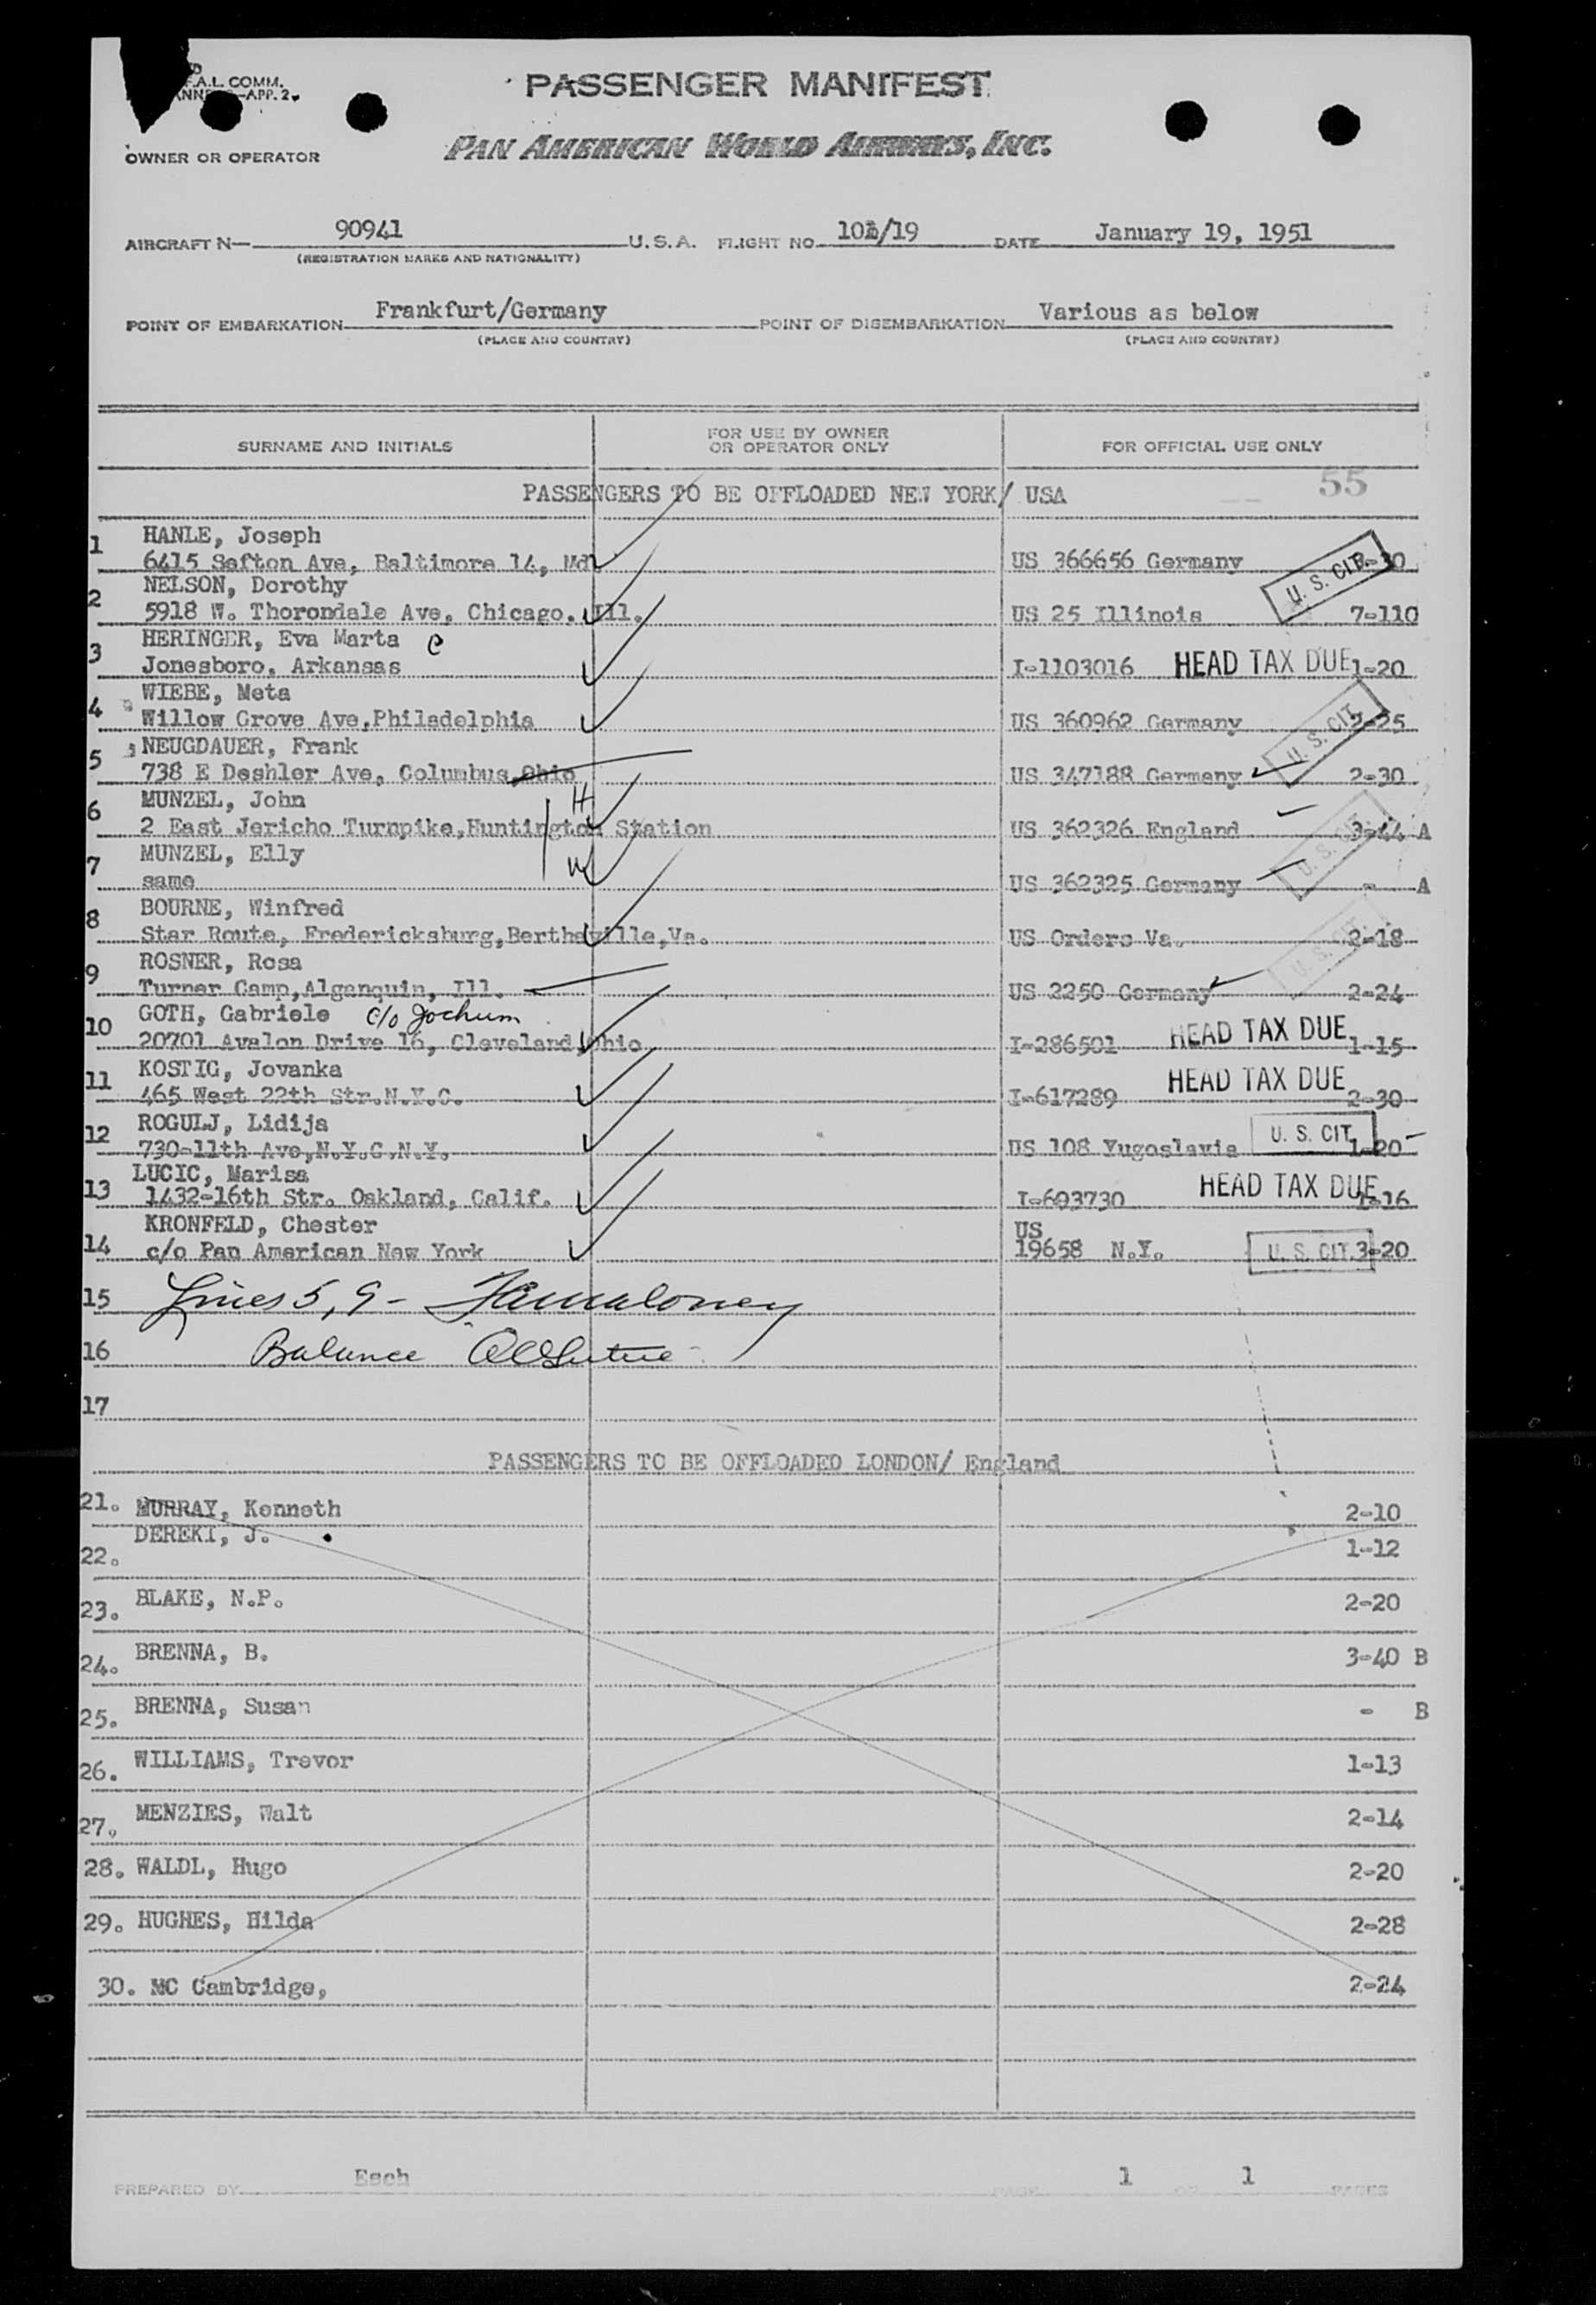 F.A.L. COMM.
APP. 2
PASSENGER MANIFEST
PAN AMERICAN WORLD AIRWAYS, INC.
OWNER OR OPERATOR
AIRCRAFT N— 90941 U.S.A. FLIGHT NO. /19 DATE January 19, 1951
(REGISTRATION MARKS AND NATIONALITY)
POINT OF EMBARKATION Frankfurt/Germany POINT OF DISEMBARKATION Various as below
(PLACE AND COUNTRY) (PLACE AND COUNTRY)
SURNAME AND INITIALS FOR USE BY OWNER OR OPERATOR ONLY FOR OFFICIAL USE ONLY
PASSENGERS TO BE OFFLOADED NEW YORK/ USA 55
1 HANLE, Joseph
6415 Sefton Ave, Baltimore 14, Md. US 366656 Germany U. S. CIT.
2 NELSON, Dorothy
5918 W. Thorondale Ave, Chicago, Ill. US 25 Illinois 7-110
3 HERINGER, Eva Marta
Jonesboro, Arkansas I-1103016 HEAD TAX DUE 1-20
4 WIEBE, Meta
Willow Grove Ave,Philadelphia US 360962 Germany U. S. CIT. 2-25
5 NEUGDAUER, Frank
738 E Deshler Ave, Columbus,Ohio US 347188 Germany 2-30
6 MUNZEL, John H
2 East Jericho Turnpike,Huntington Station US 362326 England U. S. CIT. 3-44 A
7 MUNZEL, Elly W
same US 362325 Germany - A
8 BOURNE, Winfred
Star Route, Fredericksburg,Berthaville,Va. US Orders Va. U. S. CIT. 2-18
9 ROSNER, Rosa
Turner Camp,Algenquin, Ill. US 2250 Germany 2-24
10 GOTH, Gabriele c/o Jochum
20701 Avalon Drive 16, Cleveland,Ohio I-286501 HEAD TAX DUE 1-15
11 KOSTIC, Jovanka
465 West 22th Str.N.Y.C. I-617289 HEAD TAX DUE 2-30
12 ROGULJ, Lidija
730-11th Ave,N.Y.C.N.Y. US 108 Yugoslavia U. S. CIT. 1-20
13 LUCIC, Marisa
1432-16th Str. Oakland, Calif. I-693730 HEAD TAX DUE 1-16
14 KRONFELD, Chester US
c/o Pan American New York 19658 N.Y. U. S. CIT. 3-20
15 Lines 5, 9 -
16 Balance
17
PASSENGERS TO BE OFFLOADED LONDON/ England
21. MURRAY, Kenneth 2-10
22. DEREKI, J. 1-12
23. BLAKE, N.P. 2-20
24. BRENNA, B. 3-40 B
25. BRENNA, Susan - B
26. WILLIAMS, Trevor 1-13
27. MENZIES, Walt 2-14
28. WALDL, Hugo 2-20
29. HUGHES, Hilda 2-28
30. MC Cambridge, 2-24
PREPARED BY Esch PAGE 1 OF 1 PAGES